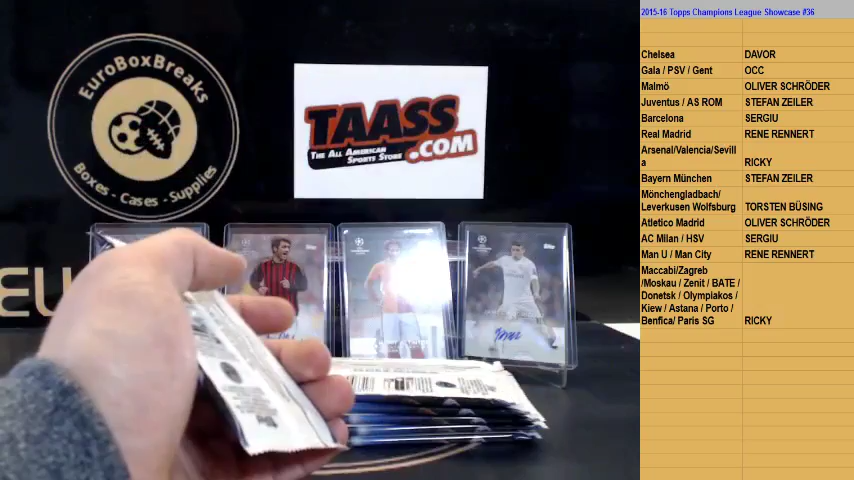 EuroBoxBreaks
Boxes - Cases - Supplies
TAASS
.COM
THE ALL AMERICAN
SPORTS STORE
EU
2015-16 Topps Champions League Showcase #36
Chelsea DAVOR
Gala / PSV / Gent OCC
Malmö OLIVER SCHRÖDER
Juventus / AS ROM STEFAN ZEILER
Barcelona SERGIU
Real Madrid RENE RENNERT
Arsenal/Valencia/Sevill
a RICKY
Bayern München STEFAN ZEILER
Mönchengladbach/
Leverkusen Wolfsburg TORSTEN BÜSING
Atletico Madrid OLIVER SCHRÖDER
AC Milan / HSV SERGIU
Man U / Man City RENE RENNERT
Maccabi/Zagreb
/Moskau / Zenit / BATE /
Donetsk / Olympiakos /
Kiew / Astana / Porto /
Benfica/ Paris SG RICKY